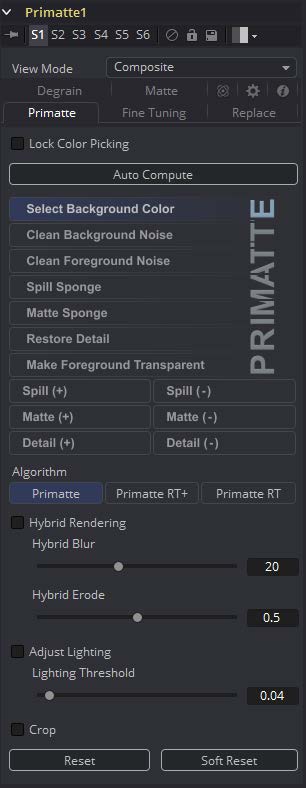 Primatte1
S1 S2 S3 S4 S5 S6
View Mode Composite
Degrain Matte
Primatte Fine Tuning Replace
Lock Color Picking
Auto Compute
Select Background Color
Clean Background Noise
Clean Foreground Noise
Spill Sponge
Matte Sponge
Restore Detail
Make Foreground Transparent
PRIMATTE
Spill (+) Spill (-)
Matte (+) Matte (-)
Detail (+) Detail (-)
Algorithm
Primatte Primatte RT+ Primatte RT
Hybrid Rendering
Hybrid Blur
20
Hybrid Erode
0.5
Adjust Lighting
Lighting Threshold
0.04
Crop
Reset Soft Reset